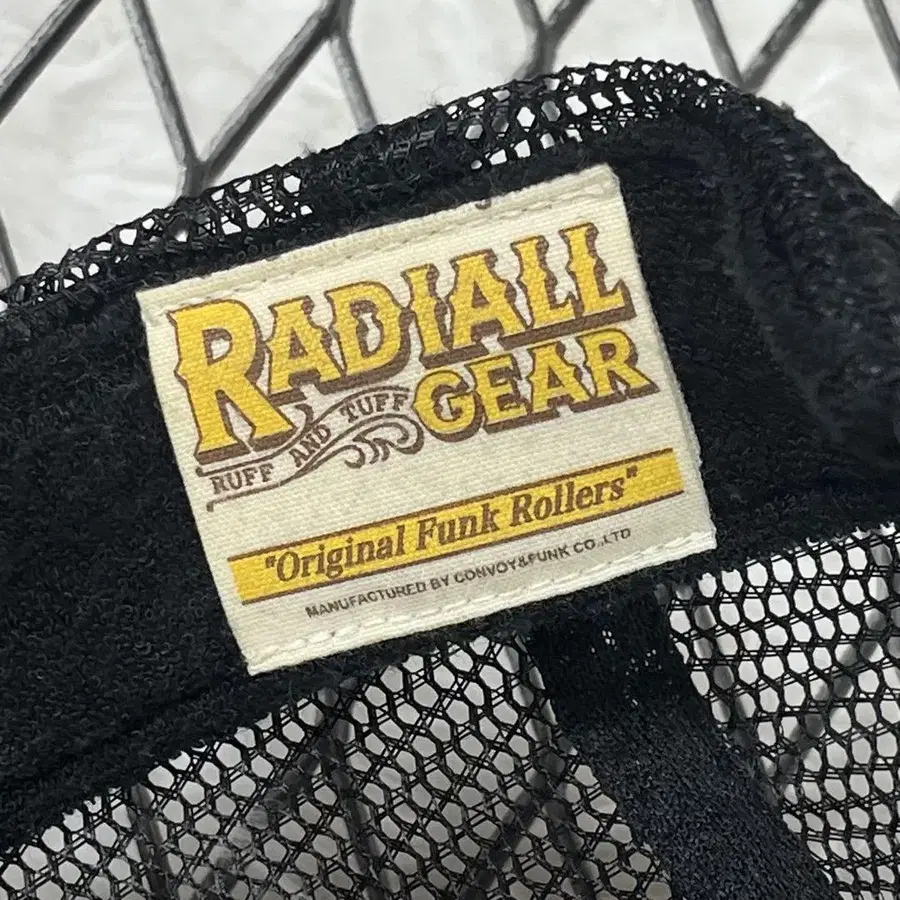 RADIALL
GEAR
RUFF AND TUFF
"Original Funk Rollers"
MANUFACTURED BY CONVOY&FUNK CO.,LTD